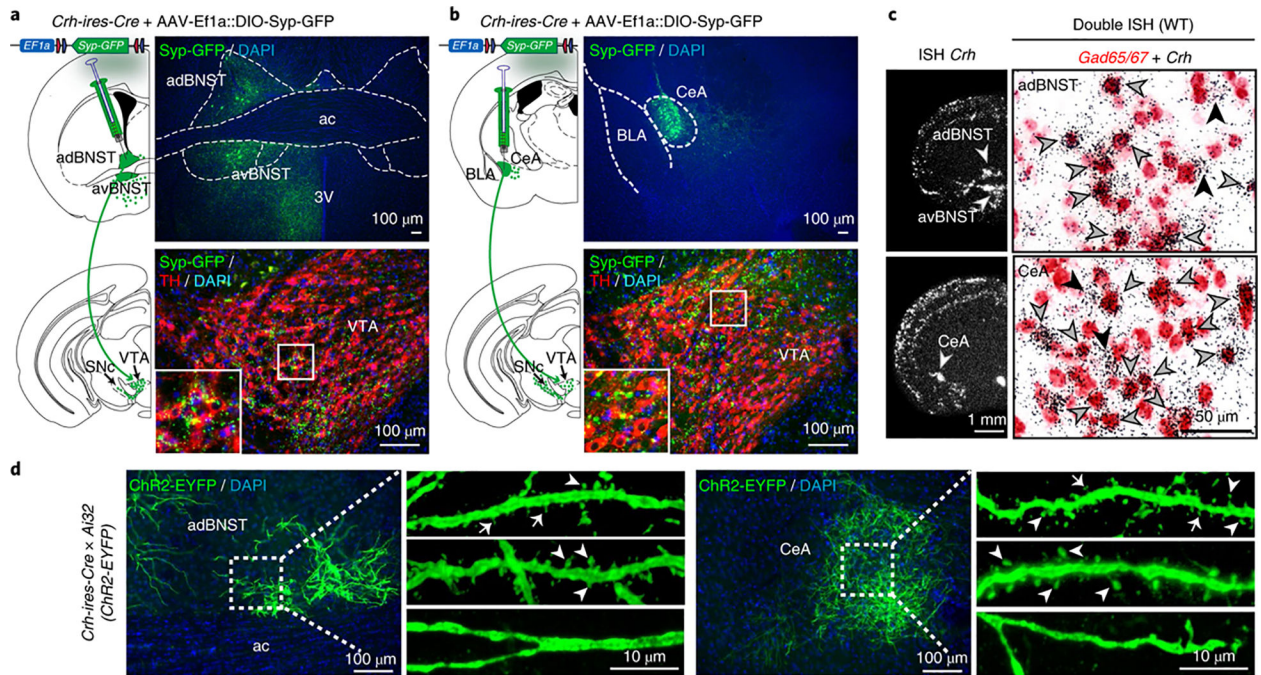 a
Crh-ires-Cre + AAV-Ef1a::DIO-Syp-GFP
EF1a
Syp-GFP
adBNST
avBNST
SNc
VTA
Syp-GFP / DAPI
adBNST
ac
avBNST
3V
100 μm
Syp-GFP /
TH / DAPI
VTA
100 μm
b
Crh-ires-Cre + AAV-Ef1a::DIO-Syp-GFP
EF1a
Syp-GFP
CeA
BLA
SNc
VTA
Syp-GFP / DAPI
CeA
BLA
100 μm
Syp-GFP /
TH / DAPI
VTA
100 μm
c
Double ISH (WT)
ISH Crh
Gad65/67 + Crh
adBNST
avBNST
adBNST
CeA
1 mm
CeA
50 μm
d
Crh-ires-Cre × Ai32
(ChR2-EYFP)
ChR2-EYFP / DAPI
adBNST
ac
100 μm
10 μm
ChR2-EYFP / DAPI
CeA
100 μm
10 μm